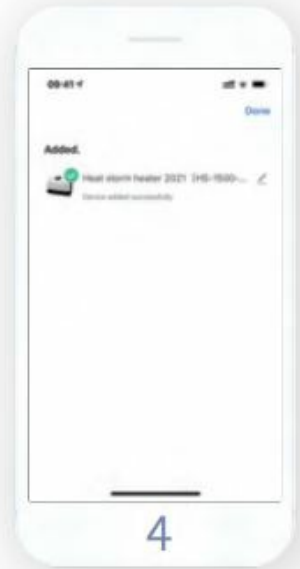 09:41
Done
Added.
Heat storm heater 2021 (HS-1500-...
Device added successfully
4